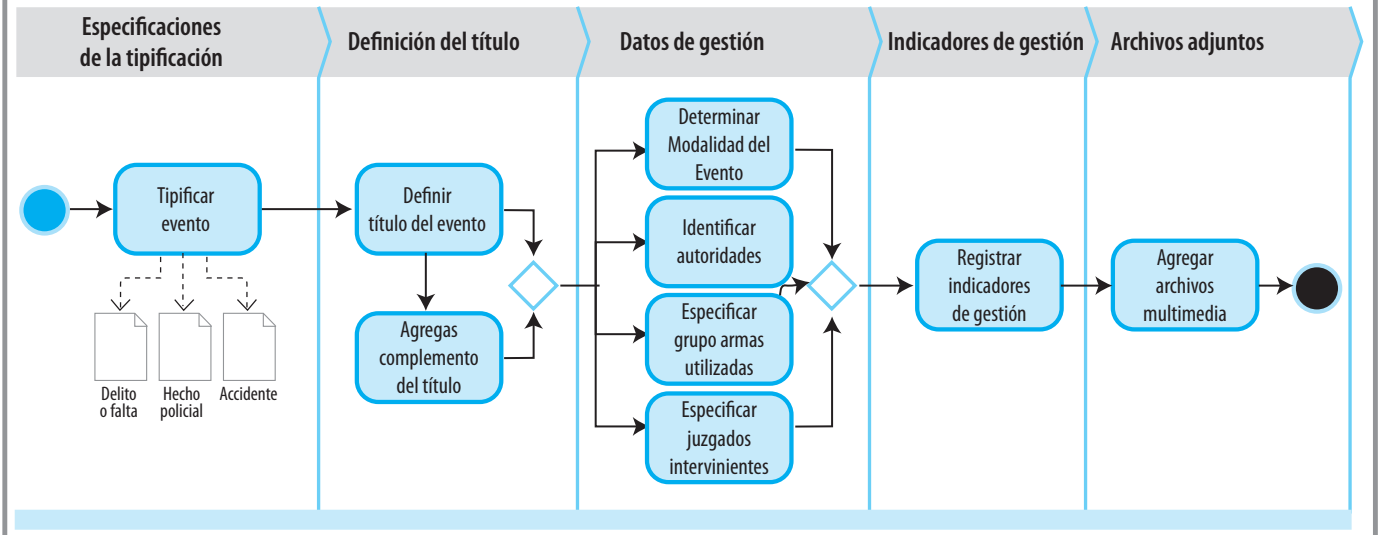 Especificaciones
de la tipificación
Definición del título
Datos de gestión
Indicadores de gestión
Archivos adjuntos
Tipificar
evento
Delito
o falta
Hecho
policial
Accidente
Definir
título del evento
Agregas
complemento
del título
Determinar
Modalidad del
Evento
Identificar
autoridades
Especificar
grupo armas
utilizadas
Especificar
juzgados
intervinientes
Registrar
indicadores
de gestión
Agregar
archivos
multimedia